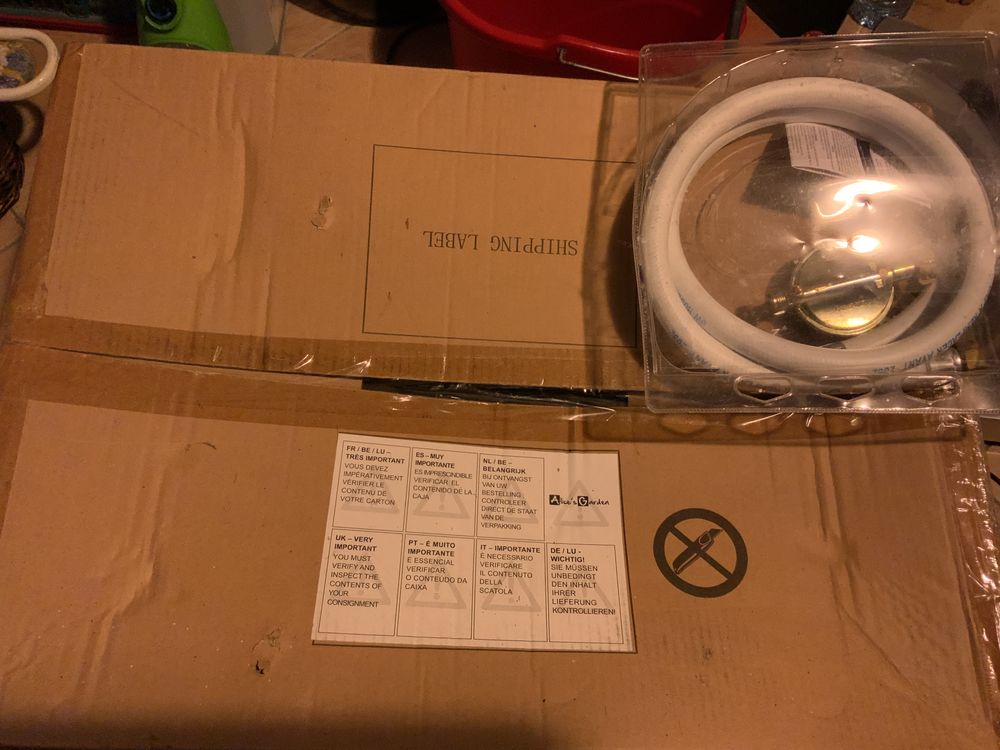 SHIPPING LABEL
AYANT 2002
FR / BE / LU –
TRÈS IMPORTANT
VOUS DEVEZ
IMPÉRATIVEMENT
VÉRIFIER LE
CONTENU DE
VOTRE CARTON
ES – MUY
IMPORTANTE
ES IMPRESCINDIBLE
VERIFICAR EL
CONTENIDO DE LA
CAJA
NL / BE –
BELANGRIJK
BIJ ONTVANGST
VAN UW
BESTELLING
CONTROLEER
DIRECT DE STAAT
VAN DE
VERPAKKING
Alice's Garden
UK – VERY
IMPORTANT
YOU MUST
VERIFY AND
INSPECT THE
CONTENTS OF
YOUR
CONSIGNMENT
PT – É MUITO
IMPORTANTE
É ESSENCIAL
VERIFICAR
O CONTEÚDO DA
CAIXA
IT – IMPORTANTE
È NECESSARIO
VERIFICARE
IL CONTENUTO
DELLA
SCATOLA
DE / LU -
WICHTIG!
SIE MÜSSEN
UNBEDINGT
DEN INHALT
IHRER
LIEFERUNG
KONTROLLIEREN!